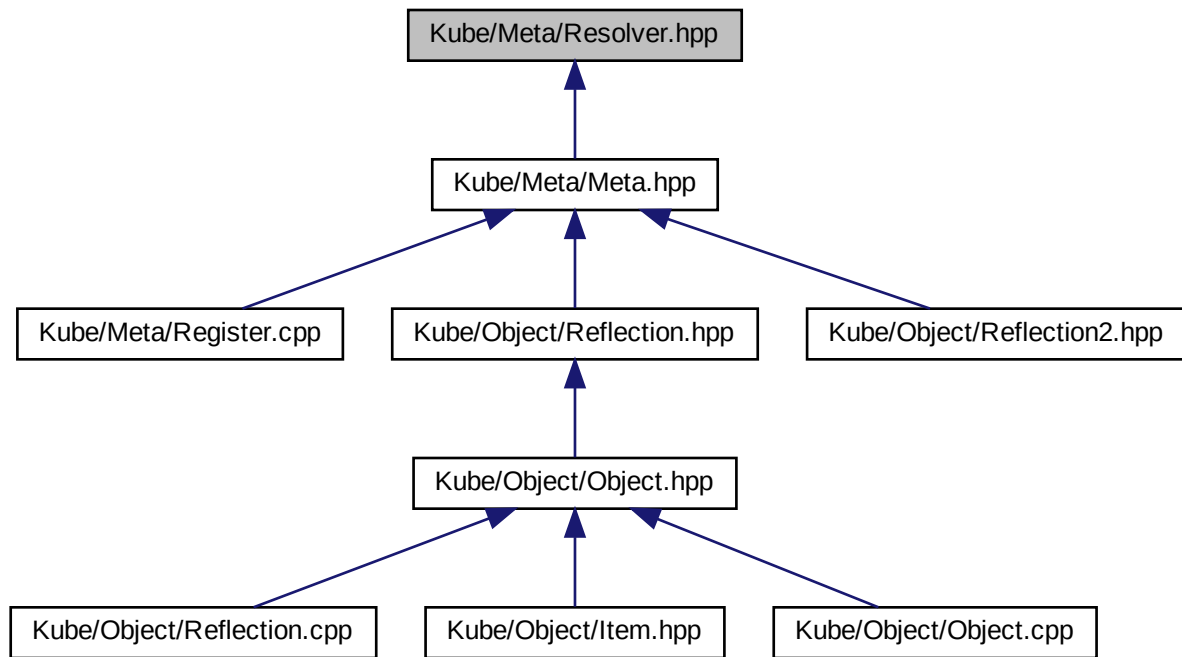 Kube/Meta/Resolver.hpp
Kube/Meta/Meta.hpp
Kube/Meta/Register.cpp
Kube/Object/Reflection.hpp
Kube/Object/Reflection2.hpp
Kube/Object/Object.hpp
Kube/Object/Reflection.cpp
Kube/Object/Item.hpp
Kube/Object/Object.cpp